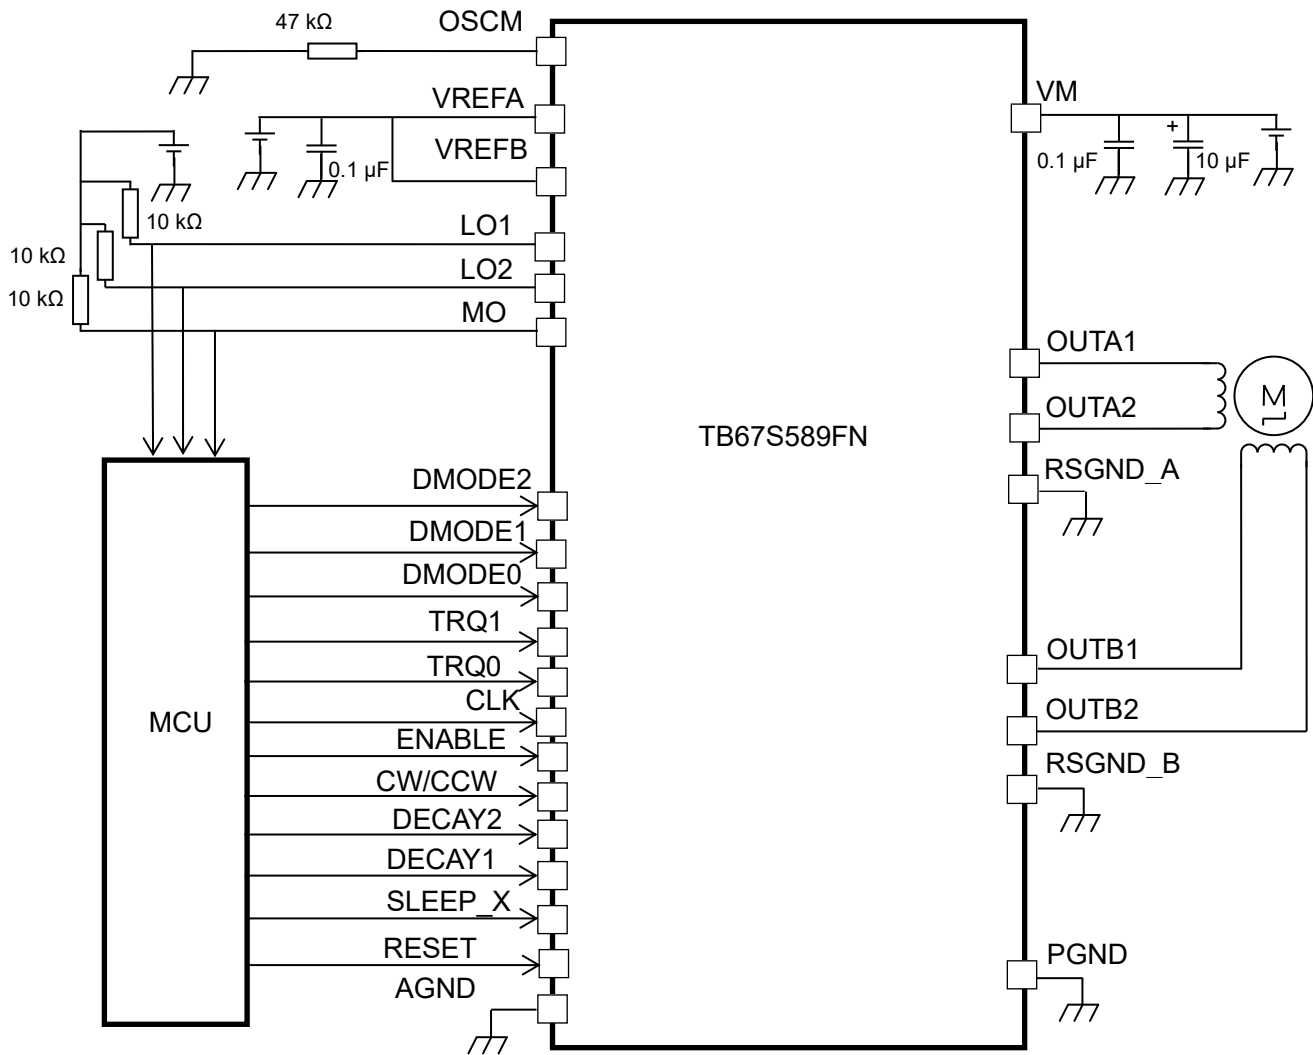 47 kΩ
OSCM
VREFA
VREFB
0.1 µF
10 kΩ
LO1
10 kΩ
LO2
10 kΩ
MO
VM
0.1 µF
+
10 µF
OUTA1
OUTA2
M
RSGND_A
TB67S589FN
DMODE2
DMODE1
DMODE0
TRQ1
TRQ0
CLK
MCU
ENABLE
CW/CCW
DECAY2
DECAY1
SLEEP_X
RESET
AGND
OUTB1
OUTB2
RSGND_B
PGND